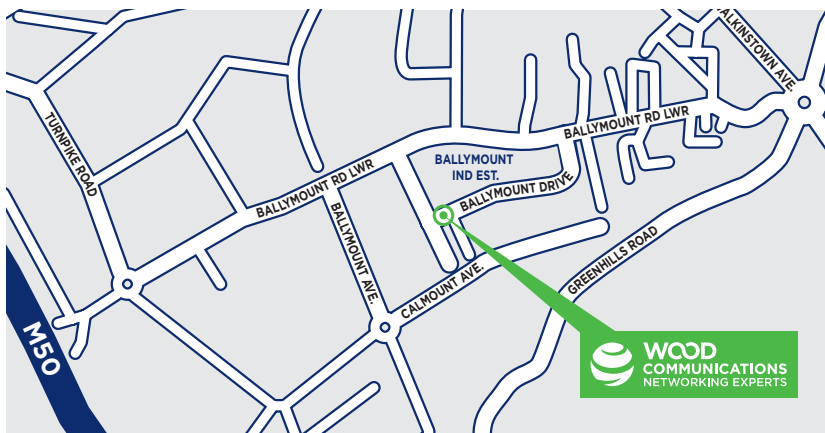 ALKINSTOWN AVE.
TURNPIKE ROAD
BALLYMOUNT RD LWR
BALLYMOUNT
IND EST.
BALLYMOUNT DRIVE
BALLYMOUNT RD LWR
BALLYMOUNT AVE.
CALMOUNT AVE.
GREENHILLS ROAD
M50
WOOD
COMMUNICATIONS
NETWORKING EXPERTS